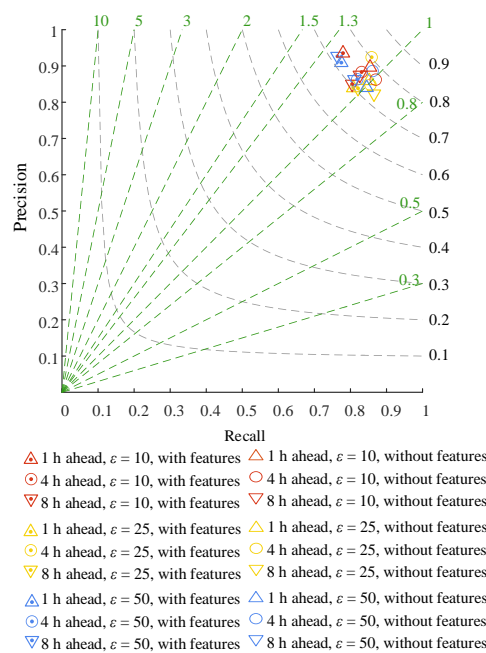 10 5 3 2 1.5 1.3 1
1
0.9 0.9
0.8 0.8 0.8
0.7 0.7
0.6 0.6
Precision
0.5 0.5 0.5
0.4 0.4
0.3 0.3 0.3
0.2 0.2
0.1 0.1
0 0.1 0.2 0.3 0.4 0.5 0.6 0.7 0.8 0.9 1
Recall
1 h ahead, ε = 10, with features 1 h ahead, ε = 10, without features
4 h ahead, ε = 10, with features 4 h ahead, ε = 10, without features
8 h ahead, ε = 10, with features 8 h ahead, ε = 10, without features
1 h ahead, ε = 25, with features 1 h ahead, ε = 25, without features
4 h ahead, ε = 25, with features 4 h ahead, ε = 25, without features
8 h ahead, ε = 25, with features 8 h ahead, ε = 25, without features
1 h ahead, ε = 50, with features 1 h ahead, ε = 50, without features
4 h ahead, ε = 50, with features 4 h ahead, ε = 50, without features
8 h ahead, ε = 50, with features 8 h ahead, ε = 50, without features